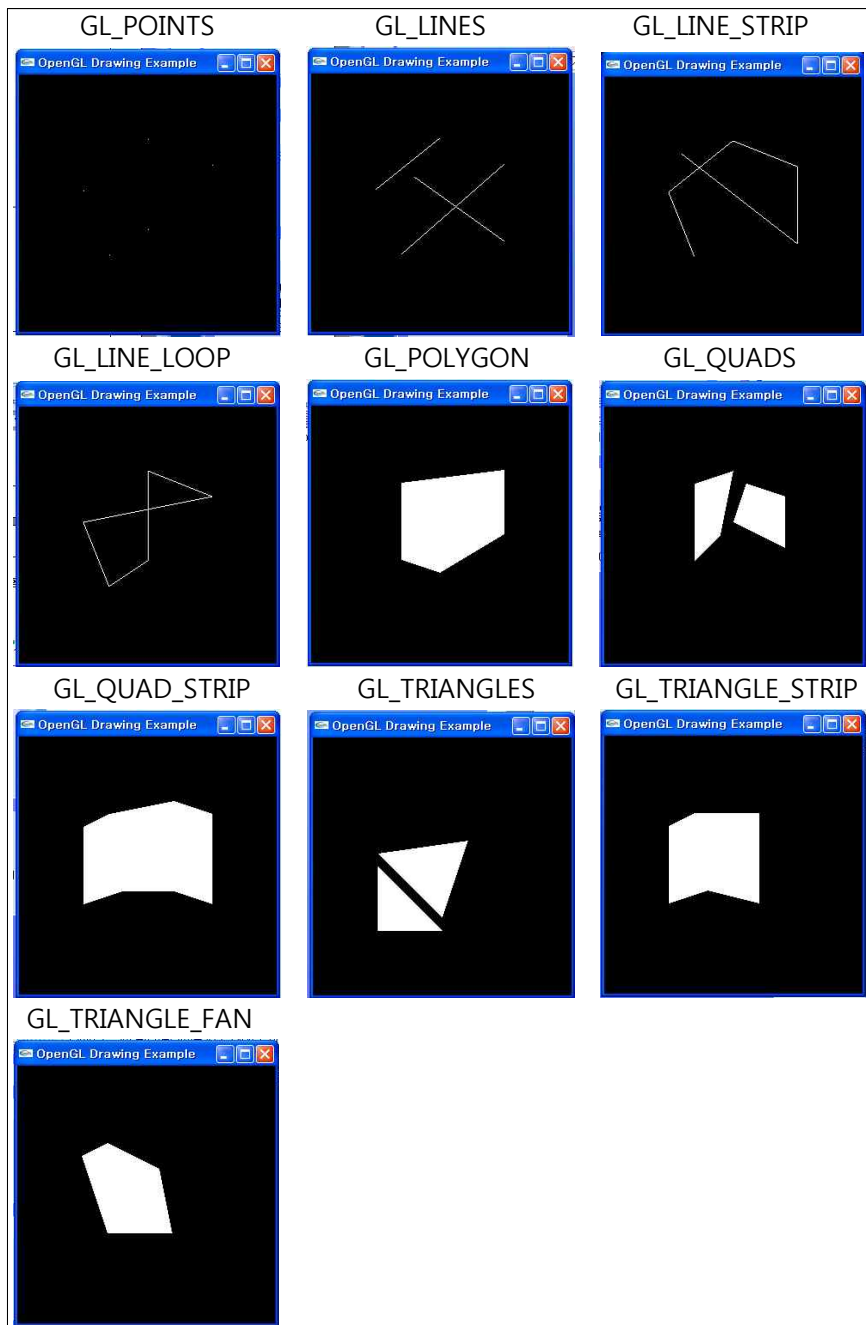 GL_POINTS GL_LINES GL_LINE_STRIP
OpenGL Drawing Example OpenGL Drawing Example OpenGL Drawing Example
GL_LINE_LOOP GL_POLYGON GL_QUADS
OpenGL Drawing Example OpenGL Drawing Example OpenGL Drawing Example
GL_QUAD_STRIP GL_TRIANGLES GL_TRIANGLE_STRIP
OpenGL Drawing Example OpenGL Drawing Example OpenGL Drawing Example
GL_TRIANGLE_FAN
OpenGL Drawing Example